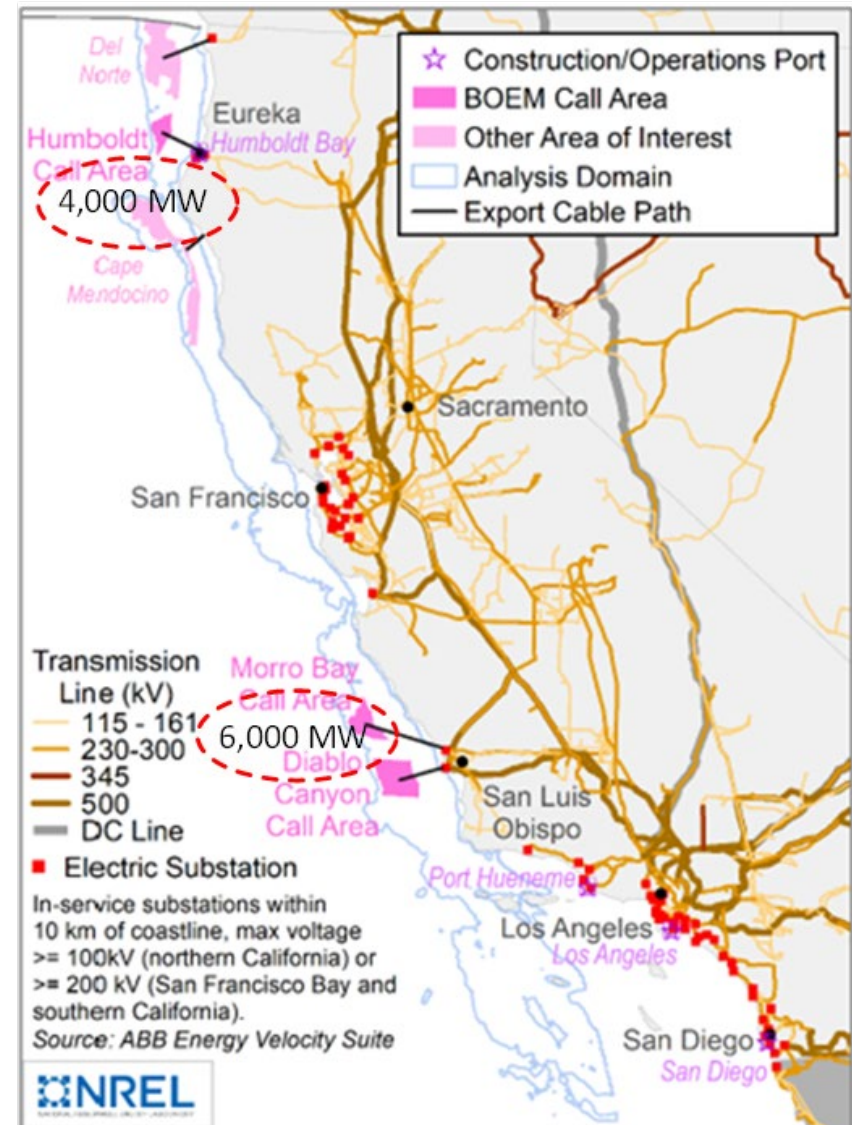 Del
Norte
Eureka
Humboldt Bay
Humboldt
Call Area
4,000 MW
Cape
Mendocino
Construction/Operations Port
BOEM Call Area
Other Area of Interest
Analysis Domain
Export Cable Path
Sacramento
San Francisco
Morro Bay
Call Area
6,000 MW
Diablo
Canyon
Call Area
San Luis
Obispo
Port Hueneme
Los Angeles
Los Angeles
San Diego
San Diego
Transmission
Line (kV)
115 - 161
230-300
345
500
DC Line
Electric Substation
In-service substations within
10 km of coastline, max voltage
>= 100kV (northern California) or
>= 200 kV (San Francisco Bay and
southern California).
Source: ABB Energy Velocity Suite
NREL